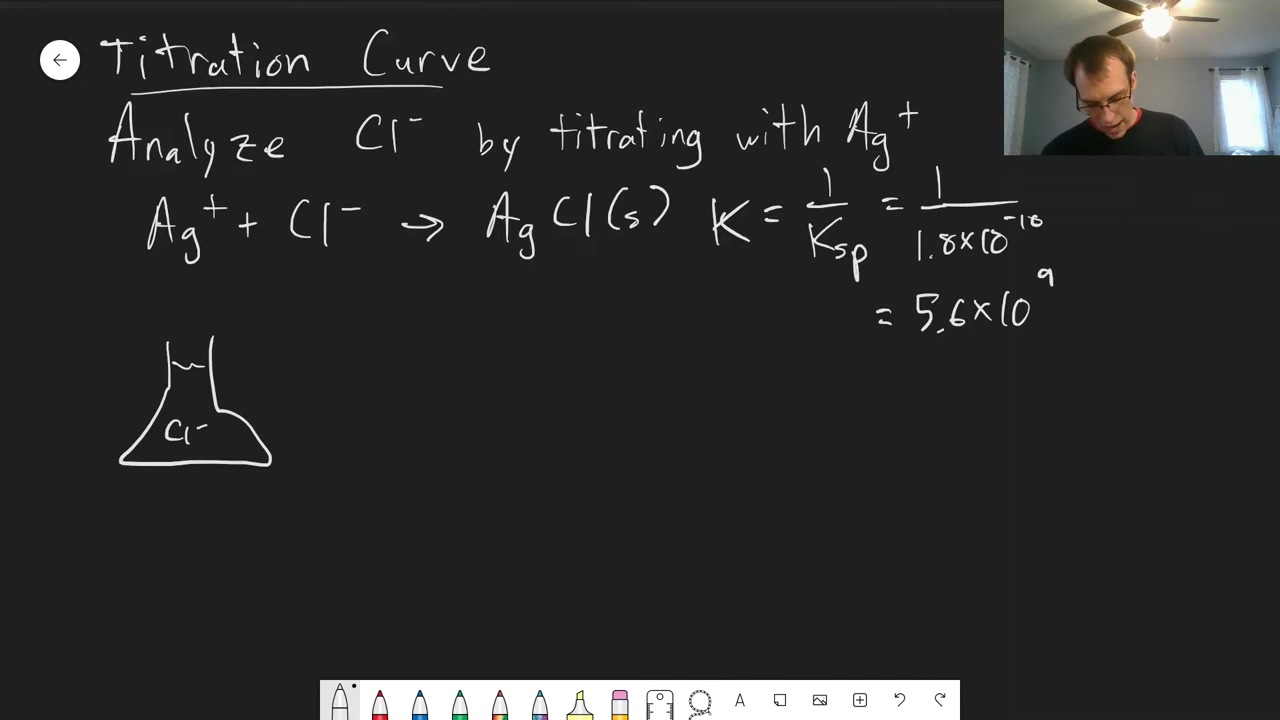 Titration Curve
Analyze Cl⁻ by titrating with Ag⁺
Ag⁺ + Cl⁻ → AgCl(s) K = 1/Ksp = 1/1.8×10⁻¹⁰
= 5.6×10⁹
Cl⁻
A